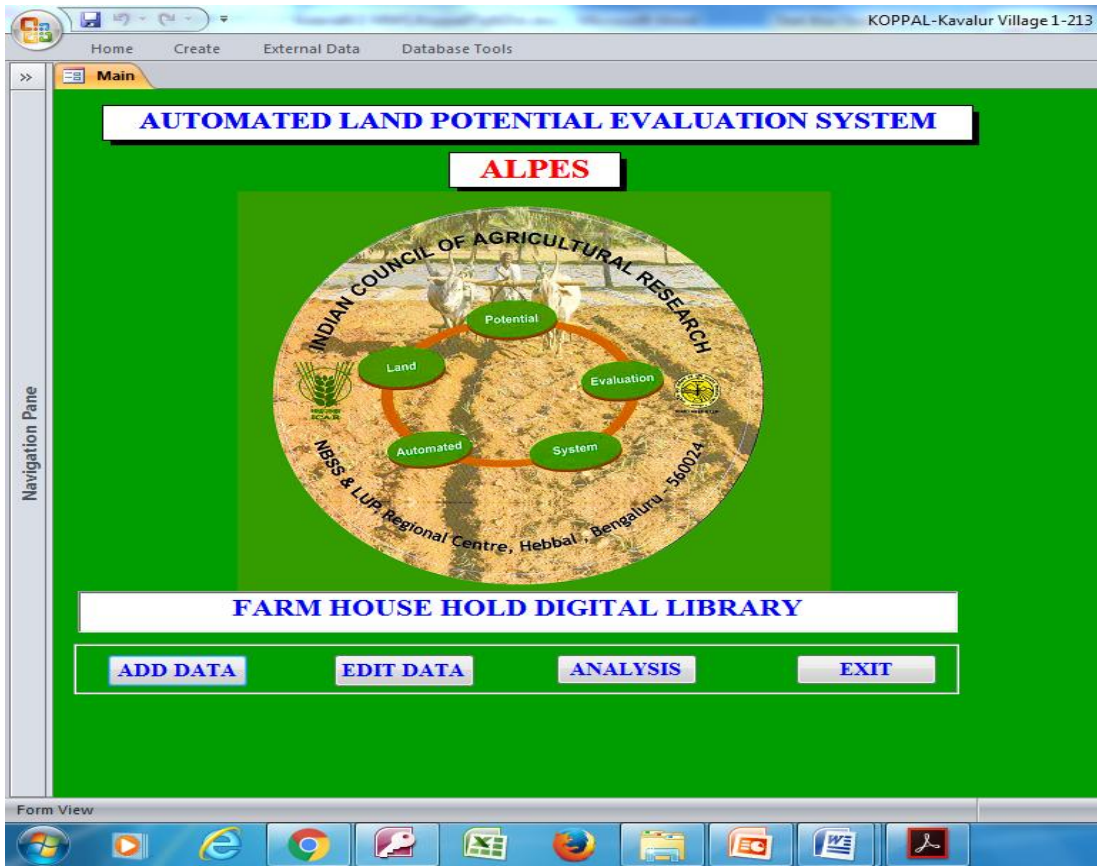 KOPPAL-Kavalur Village 1-213
Home Create External Data Database Tools
Main
AUTOMATED LAND POTENTIAL EVALUATION SYSTEM
ALPES
INDIAN COUNCIL OF AGRICULTURAL RESEARCH
Potential
Land
Evaluation
ICAR
Automated
System
NBSS & LUP, Regional Centre, Hebbal , Bengaluru - 560024
Navigation Pane
FARM HOUSE HOLD DIGITAL LIBRARY
ADD DATA EDIT DATA ANALYSIS EXIT
Form View